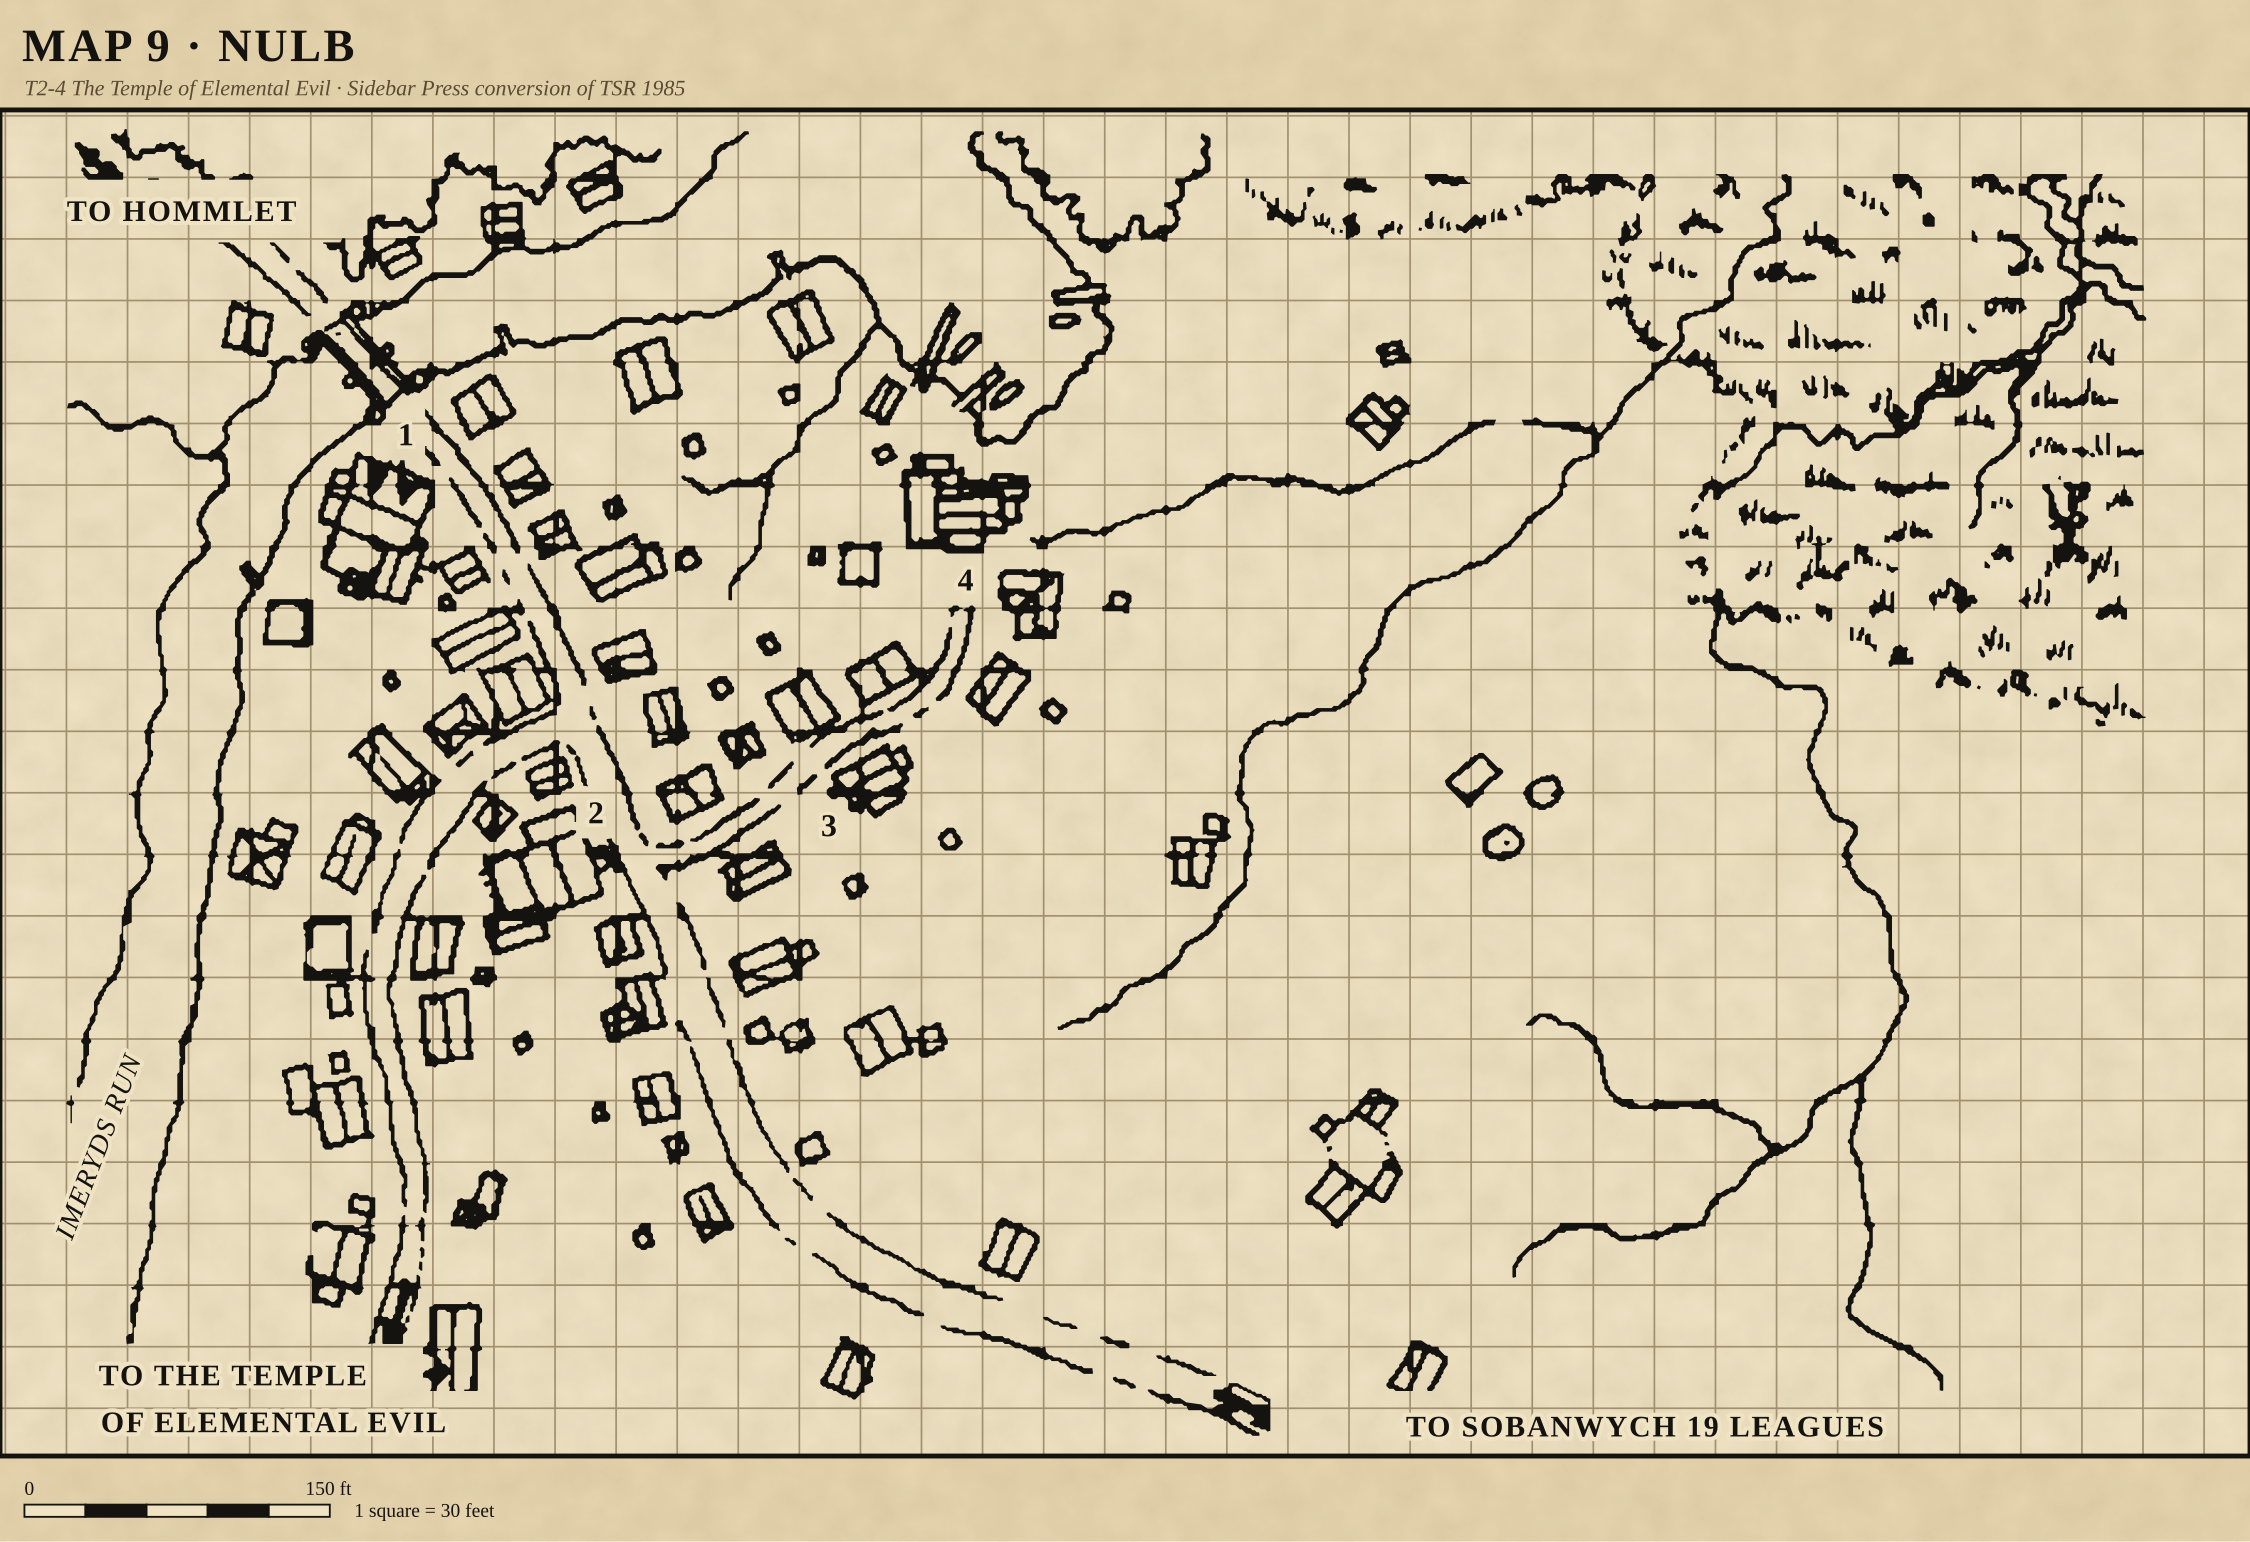 MAP 9 · NULB
T2-4 The Temple of Elemental Evil · Sidebar Press conversion of TSR 1985
TO HOMMLET
1
4
2
3
IMERYDS RUN
TO THE TEMPLE
OF ELEMENTAL EVIL
TO SOBANWYCH 19 LEAGUES
0
150 ft
1 square = 30 feet